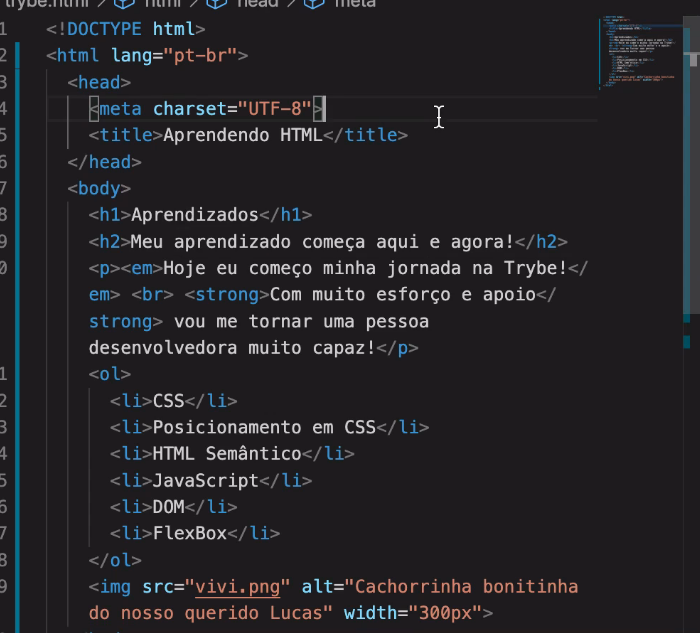 trybe.html > html > head > meta
1 <!DOCTYPE html>
2 <html lang="pt-br">
3 <head>
4 <meta charset="UTF-8">
5 <title>Aprendendo HTML</title>
6 </head>
7 <body>
8 <h1>Aprendizados</h1>
9 <h2>Meu aprendizado começa aqui e agora!</h2>
0 <p><em>Hoje eu começo minha jornada na Trybe!</
em> <br> <strong>Com muito esforço e apoio</
strong> vou me tornar uma pessoa
desenvolvedora muito capaz!</p>
1 <ol>
2 <li>CSS</li>
3 <li>Posicionamento em CSS</li>
4 <li>HTML Semântico</li>
5 <li>JavaScript</li>
6 <li>DOM</li>
7 <li>FlexBox</li>
8 </ol>
9 <img src="vivi.png" alt="Cachorrinha bonitinha
do nosso querido Lucas" width="300px">